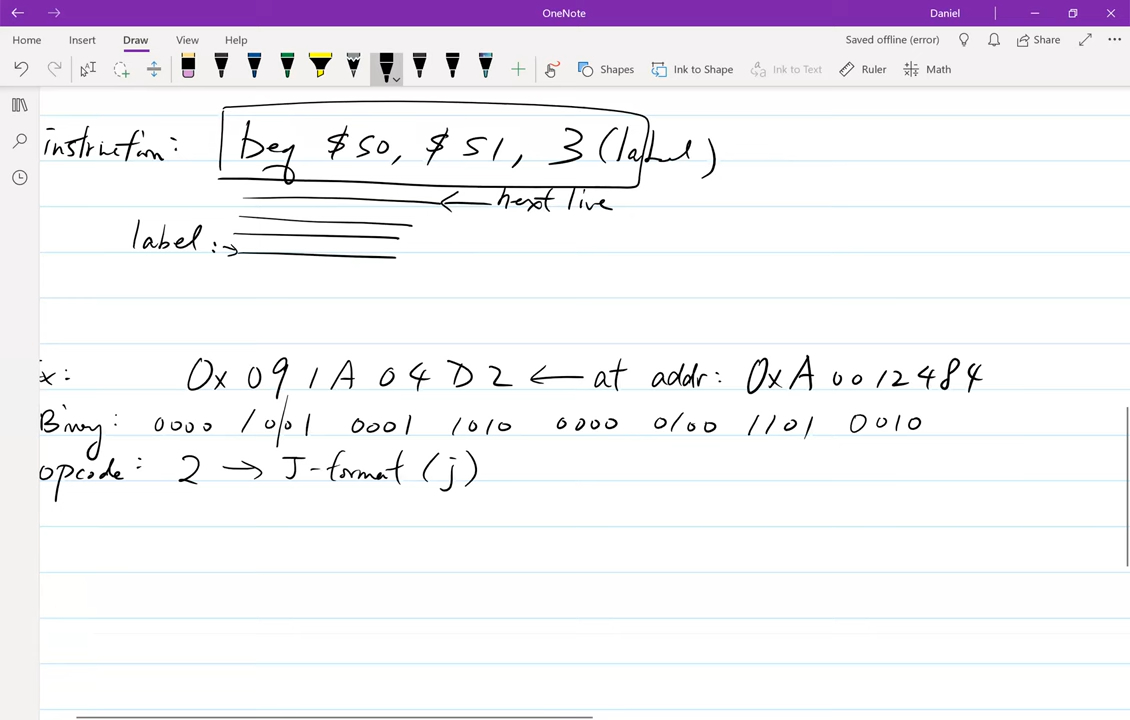 OneNote
Daniel
Home Insert Draw View Help
Saved offline (error)
Share
Shapes
Ink to Shape
Ink to Text
Ruler
Math
instruction: beq $s0, $s1, 3 (label)
← next line
label:→
x: 0x 091A 04D2 ← at addr: 0xA0012484
Binary: 0000 1001 0001 1010 0000 0100 1101 0010
opcode: 2 → J-format (j)